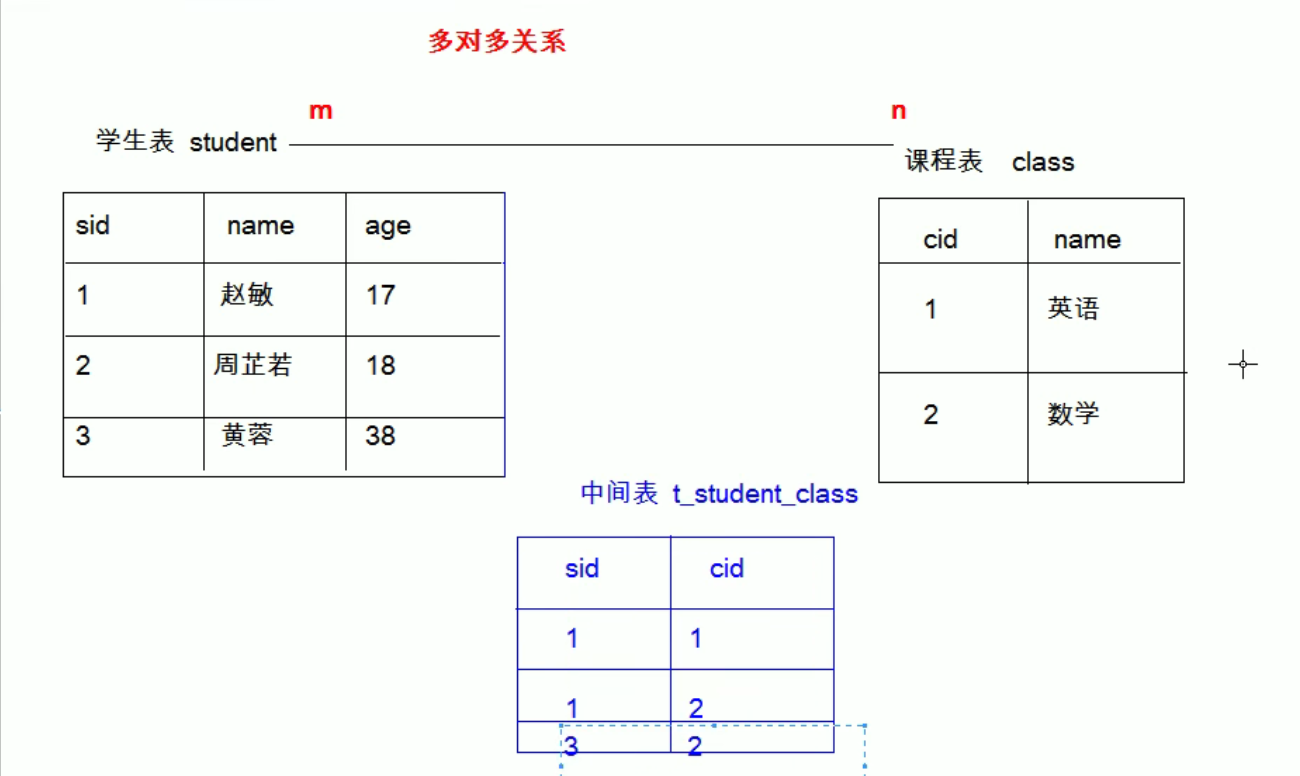 多对多关系
m n
学生表 student
课程表 class
sid name age
1 赵敏 17
2 周芷若 18
3 黄蓉 38
cid name
1 英语
2 数学
中间表 t_student_class
sid cid
1 1
1 2
3 2